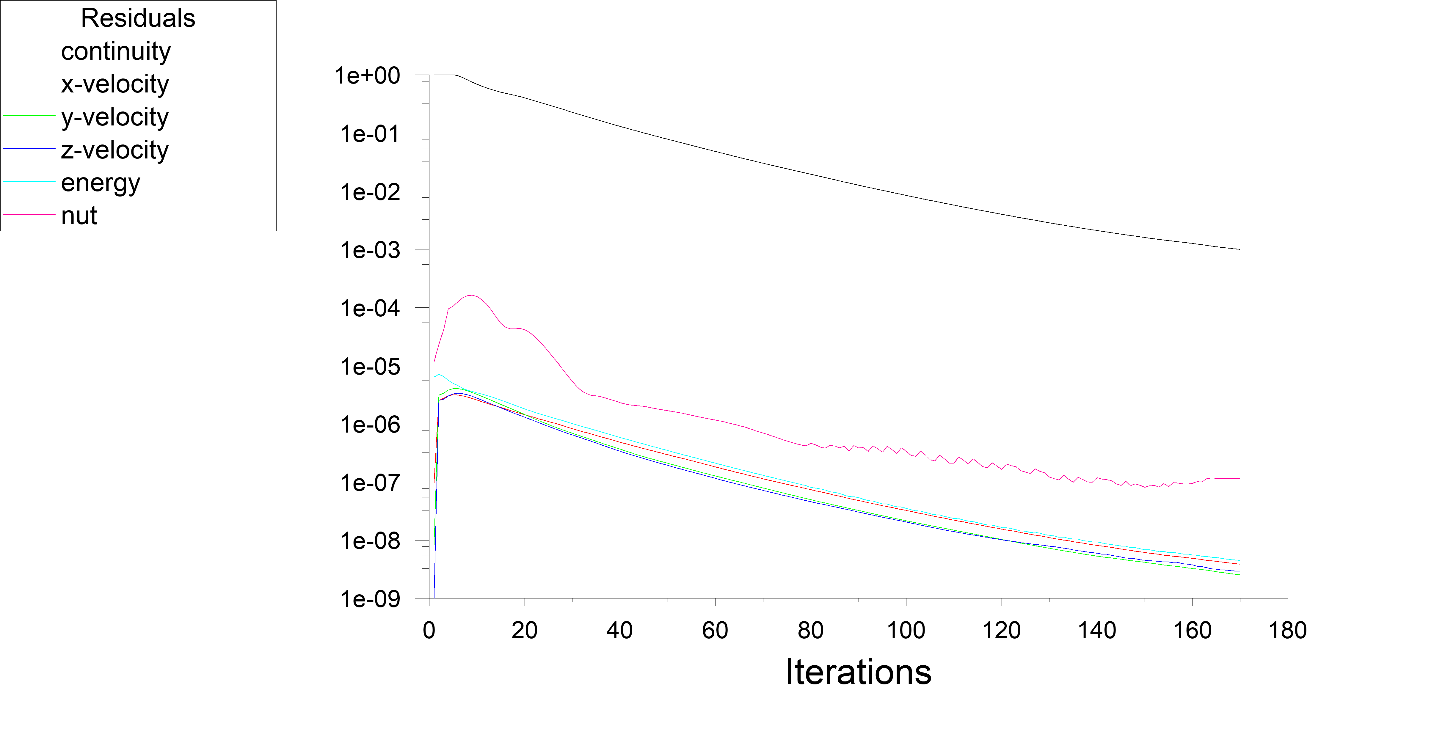 Residuals
continuity
x-velocity
y-velocity
z-velocity
energy
nut
1e+00
1e-01
1e-02
1e-03
1e-04
1e-05
1e-06
1e-07
1e-08
1e-09
0 20 40 60 80 100 120 140 160 180
Iterations